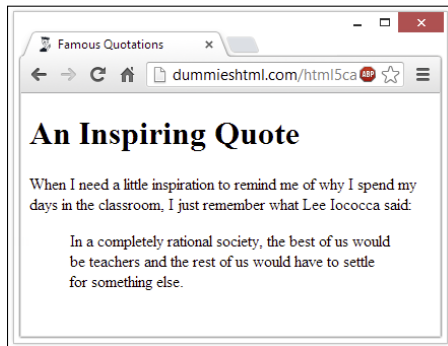 Famous Quotations
dummieshtml.com/html5ca
ABP
An Inspiring Quote
When I need a little inspiration to remind me of why I spend my
days in the classroom, I just remember what Lee Iococca said:
In a completely rational society, the best of us would
be teachers and the rest of us would have to settle
for something else.